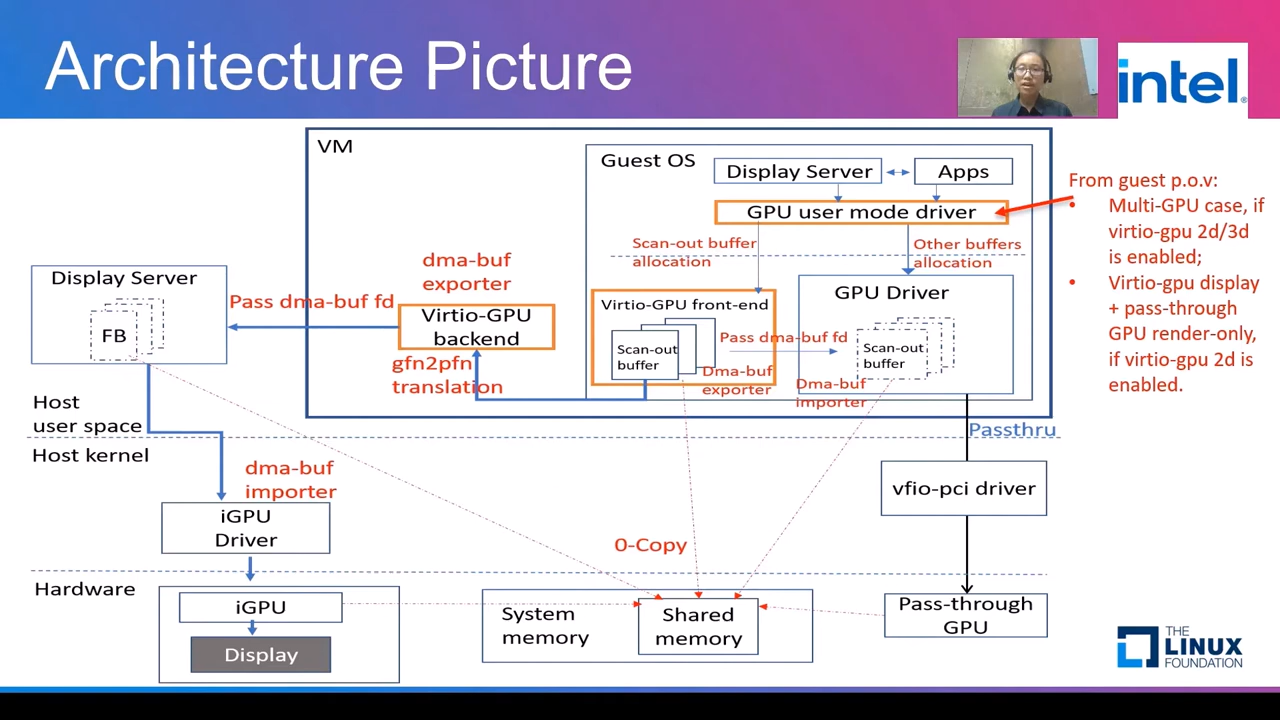 Architecture Picture
intel
VM
Guest OS
Display Server
Apps
GPU user mode driver
Scan-out buffer
allocation
Other buffers
allocation
From guest p.o.v:
• Multi-GPU case, if
virtio-gpu 2d/3d
is enabled;
• Virtio-gpu display
+ pass-through
GPU render-only,
if virtio-gpu 2d is
enabled.
Display Server
FB
Pass dma-buf fd
dma-buf
exporter
Virtio-GPU
backend
gfn2pfn
translation
Virtio-GPU front-end
Scan-out
buffer
Pass dma-buf fd
Dma-buf
exporter
GPU Driver
Scan-out
buffer
Dma-buf
importer
Host
user space
Host kernel
Passthru
dma-buf
importer
iGPU
Driver
vfio-pci driver
0-Copy
Hardware
iGPU
Display
System
memory
Shared
memory
Pass-through
GPU
THE
LINUX
FOUNDATION